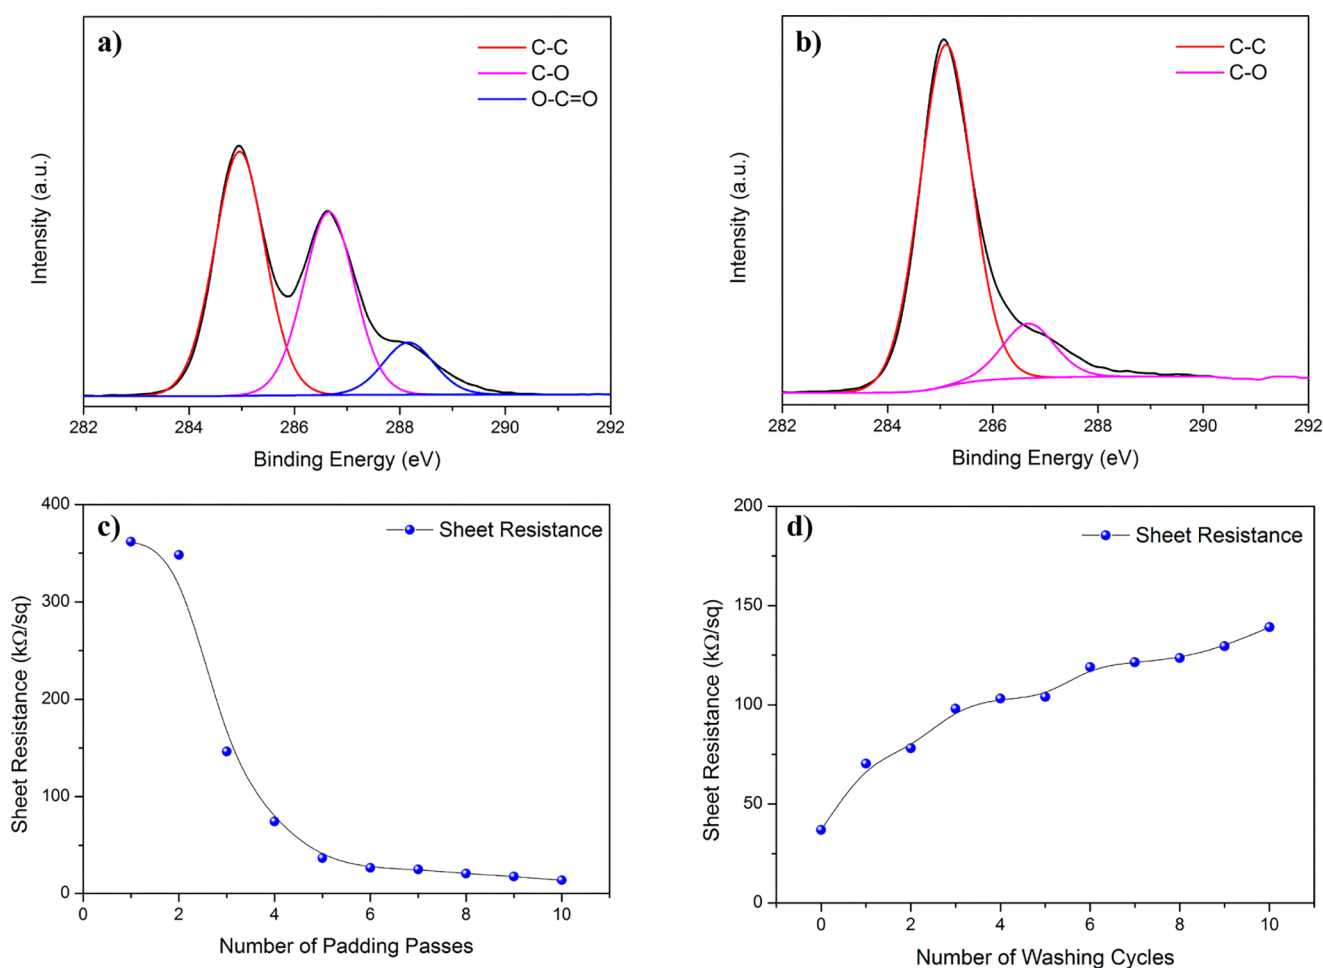 a)
C-C
C-O
O-C=O
Intensity (a.u.)
282 284 286 288 290 292
Binding Energy (eV)
b)
C-C
C-O
Intensity (a.u.)
282 284 286 288 290 292
Binding Energy (eV)
c)
Sheet Resistance
400
300
200
100
0
Sheet Resistance (kΩ/sq)
0 2 4 6 8 10
Number of Padding Passes
d)
Sheet Resistance
200
150
100
50
0
Sheet Resistance (kΩ/sq)
0 2 4 6 8 10
Number of Washing Cycles